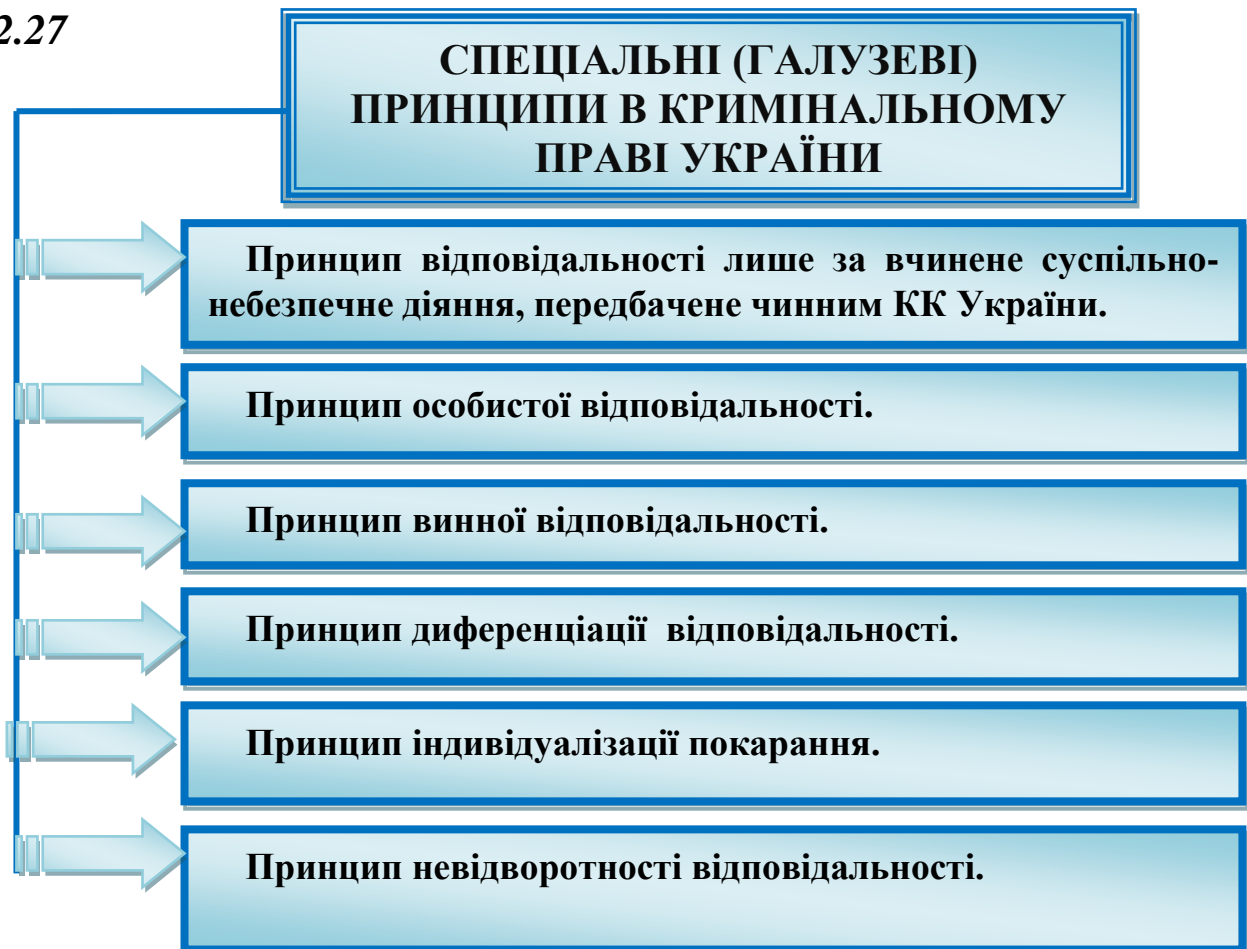 2.27
СПЕЦІАЛЬНІ (ГАЛУЗЕВІ)
ПРИНЦИПИ В КРИМІНАЛЬНОМУ
ПРАВІ УКРАЇНИ
Принцип відповідальності лише за вчинене суспільно-
небезпечне діяння, передбачене чинним КК України.
Принцип особистої відповідальності.
Принцип винної відповідальності.
Принцип диференціації відповідальності.
Принцип індивідуалізації покарання.
Принцип невідворотності відповідальності.